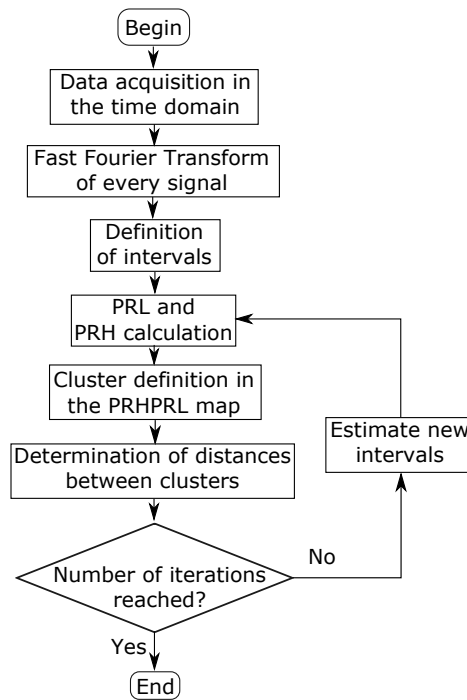 Begin
Data acquisition in
the time domain
Fast Fourier Transform
of every signal
Definition
of intervals
PRL and
PRH calculation
Cluster definition in
the PRHPRL map
Determination of distances
between clusters
Estimate new
intervals
Number of iterations
reached?
No
Yes
End